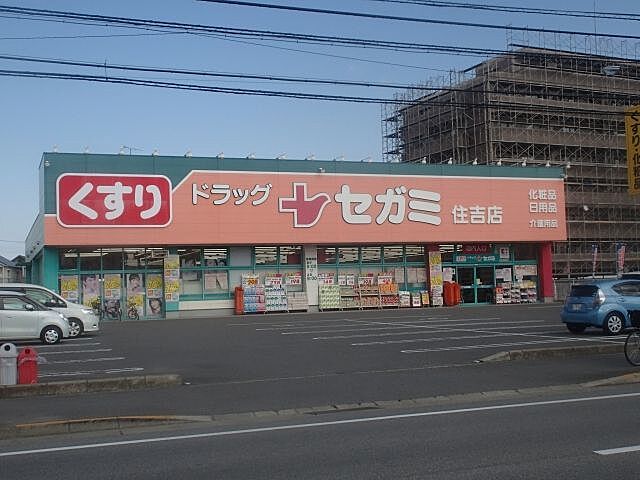 くすり
ドラッグ
セガミ
住吉店
化粧品
日用品
介護用品